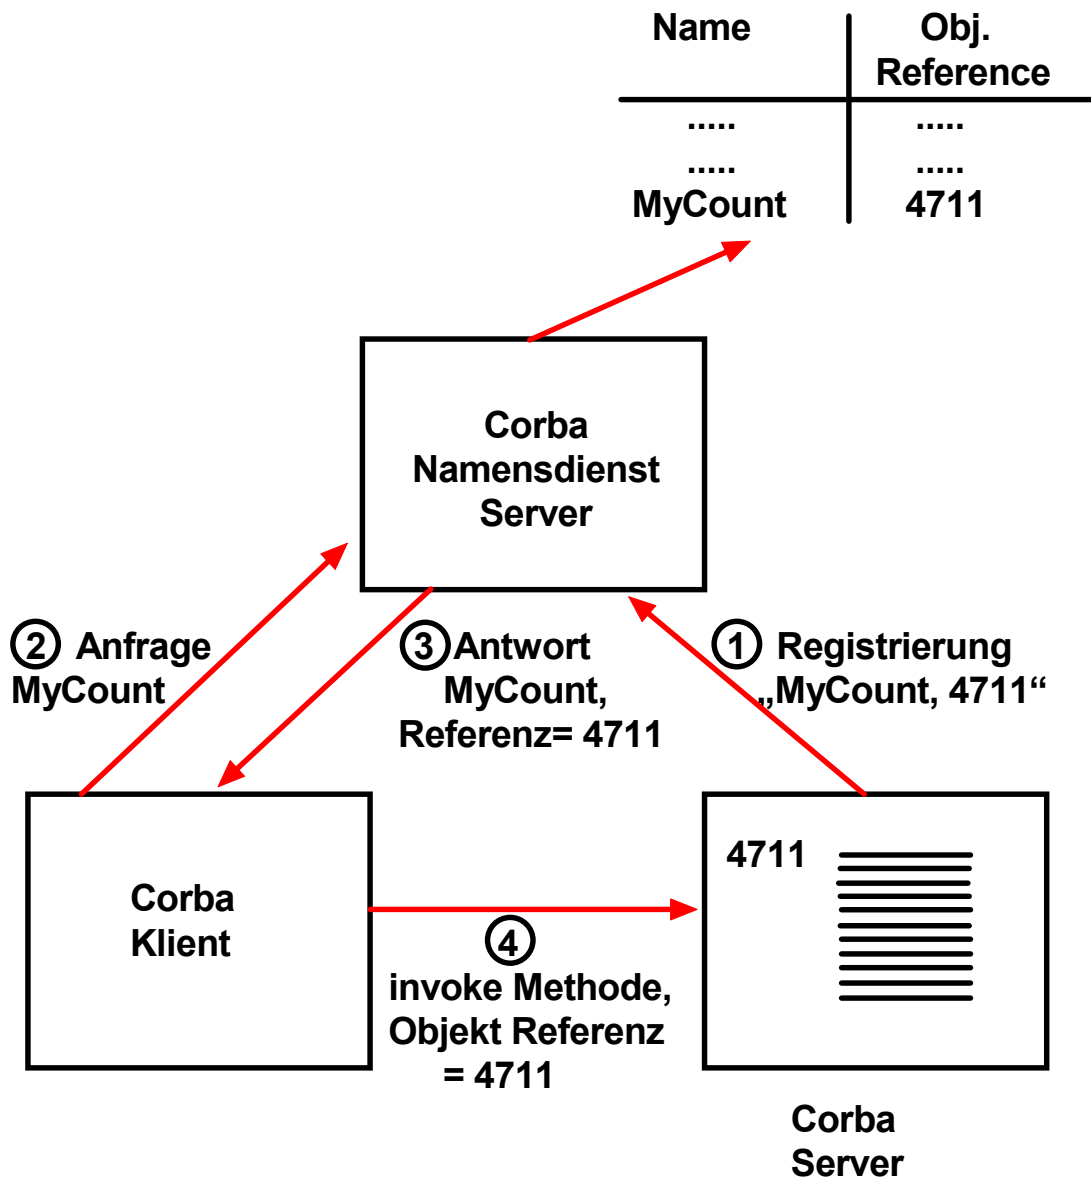 Name Obj.
Reference
..... .....
..... .....
MyCount 4711
Corba
Namensdienst
Server
2 Anfrage
MyCount
3 Antwort
MyCount,
Referenz= 4711
1 Registrierung
„MyCount, 4711“
Corba
Klient
4
invoke Methode,
Objekt Referenz
= 4711
4711
Corba
Server